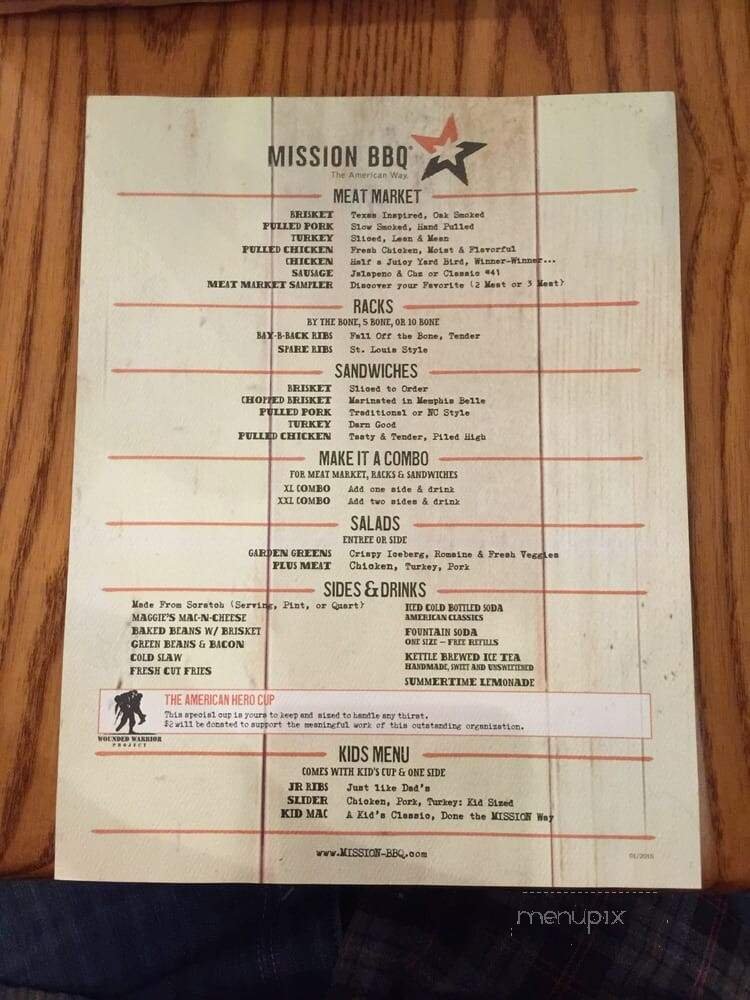 MISSION BBQ®
The American Way.
MEAT MARKET
BRISKET Texas Inspired, Oak Smoked
PULLED PORK Slow Smoked, Hand Pulled
TURKEY Sliced, Lean & Mean
PULLED CHICKEN Fresh Chicken, Moist & Flavorful
CHICKEN Half a Juicy Yard Bird, Winner-Winner...
SAUSAGE Jalapeno & Chz or Classic #41
MEAT MARKET SAMPLER Discover your Favorite (2 Meat or 3 Meat)
RACKS
BY THE BONE, 5 BONE, OR 10 BONE
BAY-B-BACK RIBS Fall Off the Bone, Tender
SPARE RIBS St. Louis Style
SANDWICHES
BRISKET Sliced to Order
CHOPPED BRISKET Marinated in Memphis Belle
PULLED PORK Traditional or NC Style
TURKEY Darn Good
PULLED CHICKEN Tasty & Tender, Piled High
MAKE IT A COMBO
FOR MEAT MARKET, RACKS & SANDWICHES
XL COMBO Add one side & drink
XXL COMBO Add two sides & drink
SALADS
ENTREE OR SIDE
GARDEN GREENS Crispy Iceberg, Romaine & Fresh Veggies
PLUS MEAT Chicken, Turkey, Pork
SIDES & DRINKS
Made From Scratch (Serving, Pint, or Quart)
MAGGIE'S MAC-N-CHEESE
BAKED BEANS W/ BRISKET
GREEN BEANS & BACON
COLD SLAW
FRESH CUT FRIES
ICED COLD BOTTLED SODA
AMERICAN CLASSICS
FOUNTAIN SODA
ONE SIZE – FREE REFILLS
KETTLE BREWED ICE TEA
HANDMADE, SWEET AND UNSWEETENED
SUMMERTIME LEMONADE
THE AMERICAN HERO CUP
This special cup is yours to keep and sized to handle any thirst.
$2 will be donated to support the meaningful work of this outstanding organization.
WOUNDED WARRIOR
PROJECT
KIDS MENU
COMES WITH KID'S CUP & ONE SIDE
JR RIBS Just like Dad's
SLIDER Chicken, Pork, Turkey: Kid Sized
KID MAC A Kid's Classic, Done the MISSION Way
www.MISSION-BBQ.com
01/2015
menupix